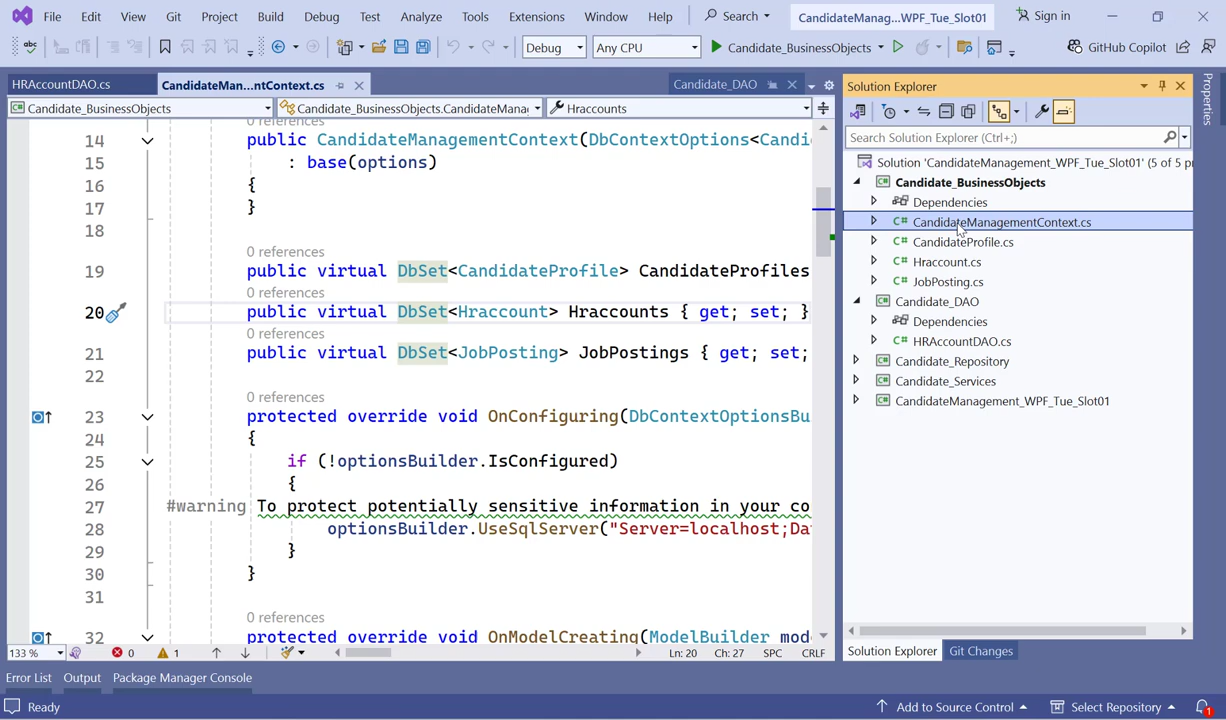 File Edit View Git Project Build Debug Test Analyze Tools Extensions Window Help Search CandidateManag...WPF_Tue_Slot01 Sign in
Debug Any CPU Candidate_BusinessObjects GitHub Copilot
HRAccountDAO.cs CandidateMan...ntContext.cs Candidate_DAO Solution Explorer
Candidate_BusinessObjects Candidate_BusinessObjects.CandidateMana Hraccounts
Search Solution Explorer (Ctrl+;)
0 references
14 public CandidateManagementContext(DbContextOptions<Candi
15 : base(options)
16 {
17 }
18
0 references
19 public virtual DbSet<CandidateProfile> CandidateProfiles
0 references
20 public virtual DbSet<Hraccount> Hraccounts { get; set; }
0 references
21 public virtual DbSet<JobPosting> JobPostings { get; set;
22
0 references
23 protected override void OnConfiguring(DbContextOptionsBu
24 {
25 if (!optionsBuilder.IsConfigured)
26 {
27 #warning To protect potentially sensitive information in your co
28 optionsBuilder.UseSqlServer("Server=localhost;Da
29 }
30 }
31
0 references
32 protected override void OnModelCreating(ModelBuilder mod
Solution 'CandidateManagement_WPF_Tue_Slot01' (5 of 5 pr
Candidate_BusinessObjects
Dependencies
CandidateManagementContext.cs
CandidateProfile.cs
Hraccount.cs
JobPosting.cs
Candidate_DAO
Dependencies
HRAccountDAO.cs
Candidate_Repository
Candidate_Services
CandidateManagement_WPF_Tue_Slot01
Properties
133 % 0 1 Ln: 20 Ch: 27 SPC CRLF
Solution Explorer Git Changes
Error List Output Package Manager Console
Ready Add to Source Control Select Repository 1